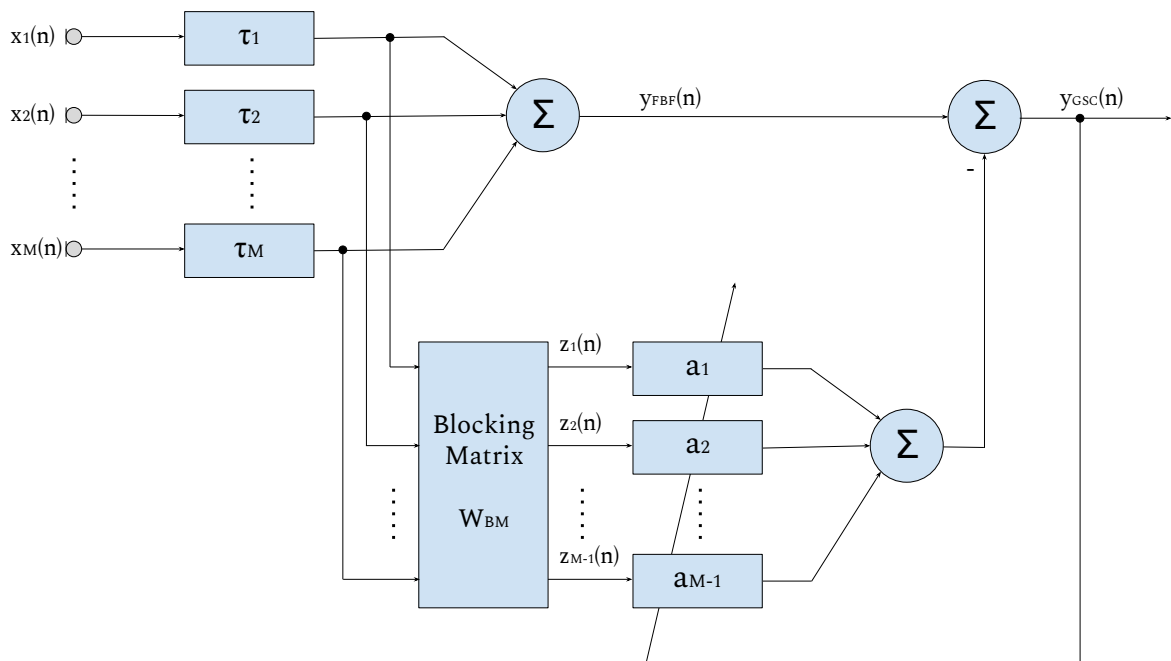 x1(n)
τ1
x2(n)
τ2
Σ
yFBF(n)
Σ
yGSC(n)
-
xM(n)
τM
Blocking
Matrix
WBM
z1(n)
a1
z2(n)
a2
Σ
zM-1(n)
aM-1